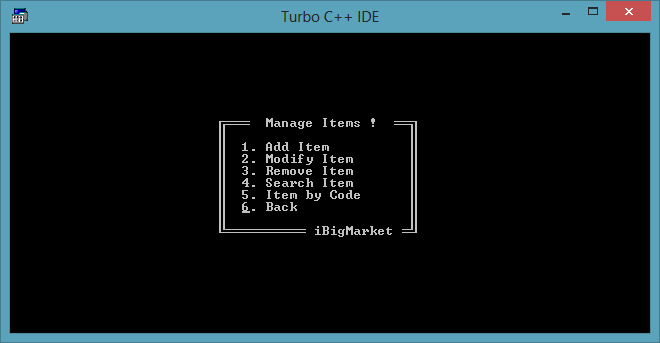 Turbo C++ IDE
Manage Items !
1. Add Item
2. Modify Item
3. Remove Item
4. Search Item
5. Item by Code
6. Back
iBigMarket